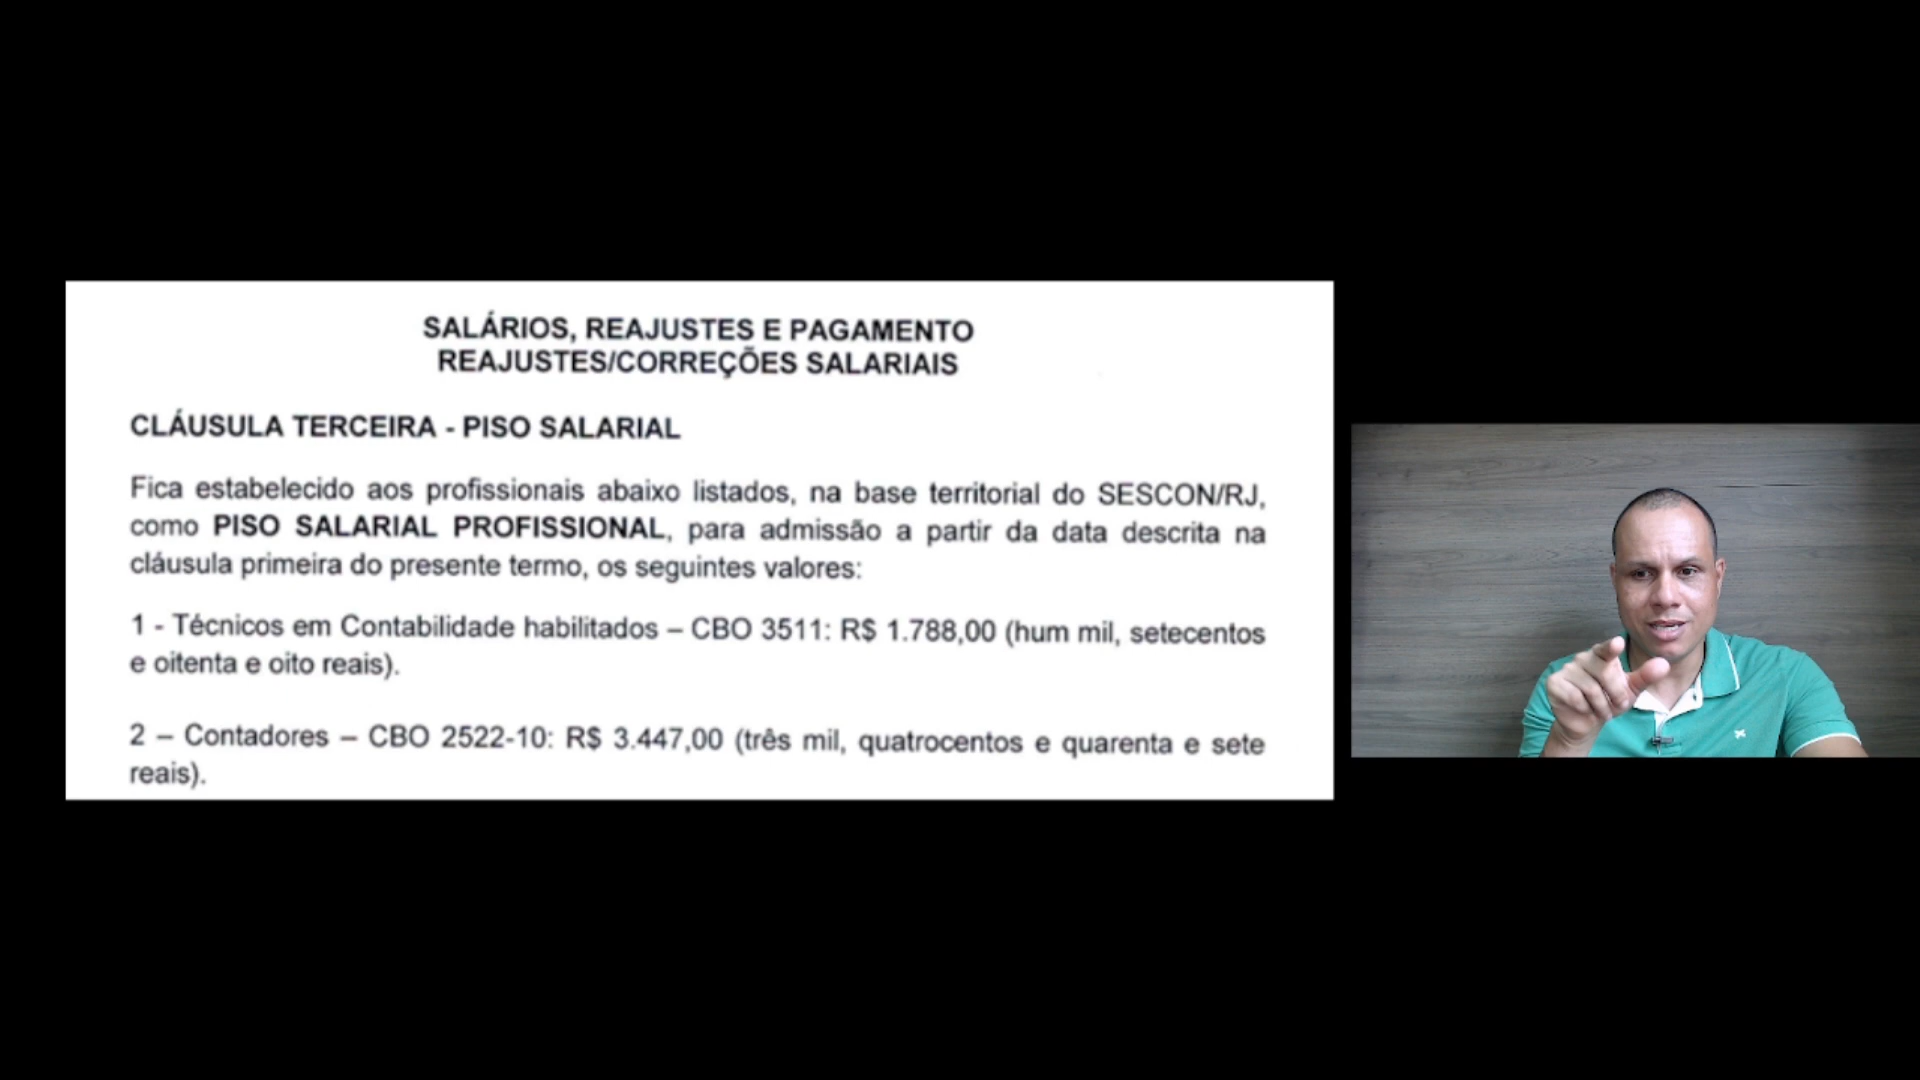 SALÁRIOS, REAJUSTES E PAGAMENTO
REAJUSTES/CORREÇÕES SALARIAIS
CLÁUSULA TERCEIRA - PISO SALARIAL
Fica estabelecido aos profissionais abaixo listados, na base territorial do SESCON/RJ,
como PISO SALARIAL PROFISSIONAL, para admissão a partir da data descrita na
cláusula primeira do presente termo, os seguintes valores:
1 - Técnicos em Contabilidade habilitados – CBO 3511: R$ 1.788,00 (hum mil, setecentos
e oitenta e oito reais).
2 – Contadores – CBO 2522-10: R$ 3.447,00 (três mil, quatrocentos e quarenta e sete
reais).